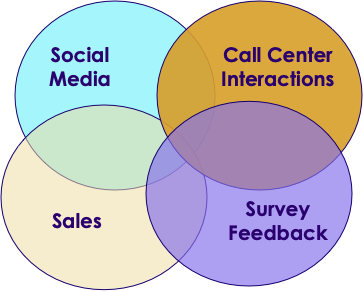 Social
Media
Call Center
Interactions
Sales
Survey
Feedback